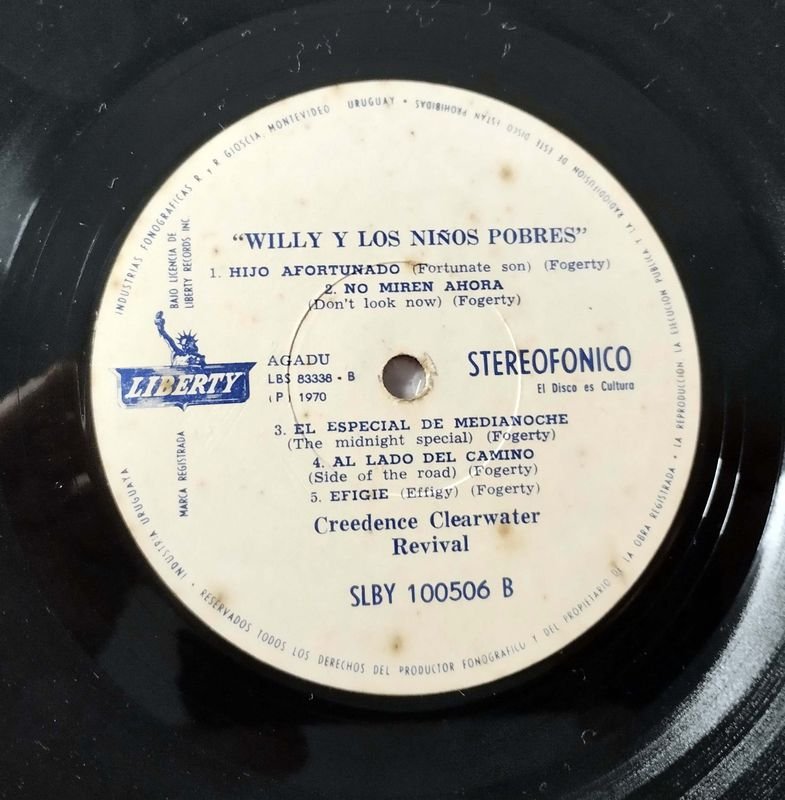 INDUSTRIAS FONOGRAFICAS R y R GIOSCIA, MONTEVIDEO URUGUAY • LA REPRODUCCIÓN LA EJECUCIÓN PUBLICA Y LA RADIODIFUSION DE ESTE DISCO ESTAN PROHIBIDAS
BAJO LICENCIA DE
LIBERTY RECORDS INC
"WILLY Y LOS NIÑOS POBRES"
1. HIJO AFORTUNADO (Fortunate son) (Fogerty)
2. NO MIREN AHORA
(Don't look now) (Fogerty)
LIBERTY
MARCA REGISTRADA
AGADU
LBS 83338 - B
(P) 1970
STEREOFONICO
El Disco es Cultura
3. EL ESPECIAL DE MEDIANOCHE
(The midnight special) (Fogerty)
4. AL LADO DEL CAMINO
(Side of the road) (Fogerty)
5. EFIGIE (Effigy) (Fogerty)
Creedence Clearwater
Revival
SLBY 100506 B
• INDUSTRIA URUGUAYA
• RESERVADOS TODOS LOS DERECHOS DEL PRODUCTOR FONOGRAFICO Y DEL PROPIETARIO DE LA OBRA REGISTRADA •